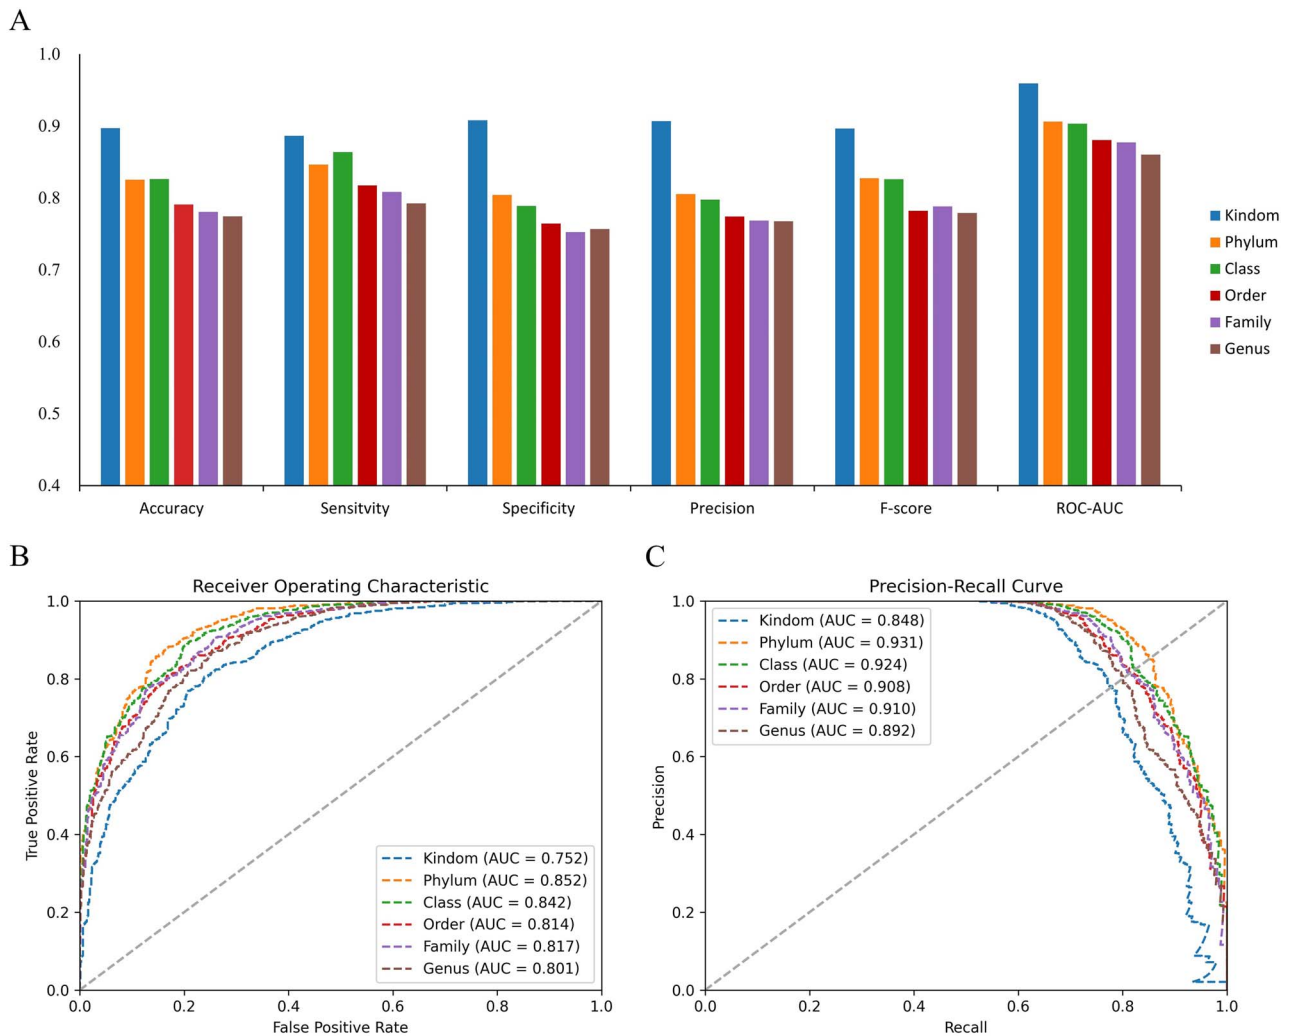 A
1.0
0.9
0.8
0.7
0.6
0.5
0.4
Accuracy Sensitvity Specificity Precision F-score ROC-AUC
Kindom
Phylum
Class
Order
Family
Genus
B
Receiver Operating Characteristic
True Positive Rate
1.0
0.8
0.6
0.4
0.2
0.0
Kindom (AUC = 0.752)
Phylum (AUC = 0.852)
Class (AUC = 0.842)
Order (AUC = 0.814)
Family (AUC = 0.817)
Genus (AUC = 0.801)
0.0 0.2 0.4 0.6 0.8 1.0
False Positive Rate
C
Precision-Recall Curve
Precision
1.0
0.8
0.6
0.4
0.2
0.0
Kindom (AUC = 0.848)
Phylum (AUC = 0.931)
Class (AUC = 0.924)
Order (AUC = 0.908)
Family (AUC = 0.910)
Genus (AUC = 0.892)
0.0 0.2 0.4 0.6 0.8 1.0
Recall